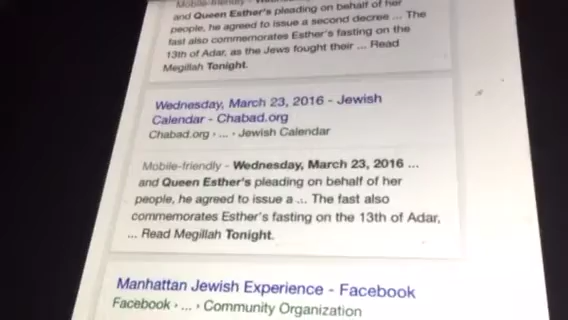 Mobile-friendly -
and Queen Esther's pleading on behalf of her
people, he agreed to issue a second decree ... The
fast also commemorates Esther's fasting on the
13th of Adar, as the Jews fought their ... Read
Megillah Tonight.
Wednesday, March 23, 2016 - Jewish
Calendar - Chabad.org
Chabad.org › ... › Jewish Calendar
Mobile-friendly - Wednesday, March 23, 2016 ...
and Queen Esther's pleading on behalf of her
people, he agreed to issue a ... The fast also
commemorates Esther's fasting on the 13th of Adar,
... Read Megillah Tonight.
Manhattan Jewish Experience - Facebook
Facebook › ... › Community Organization